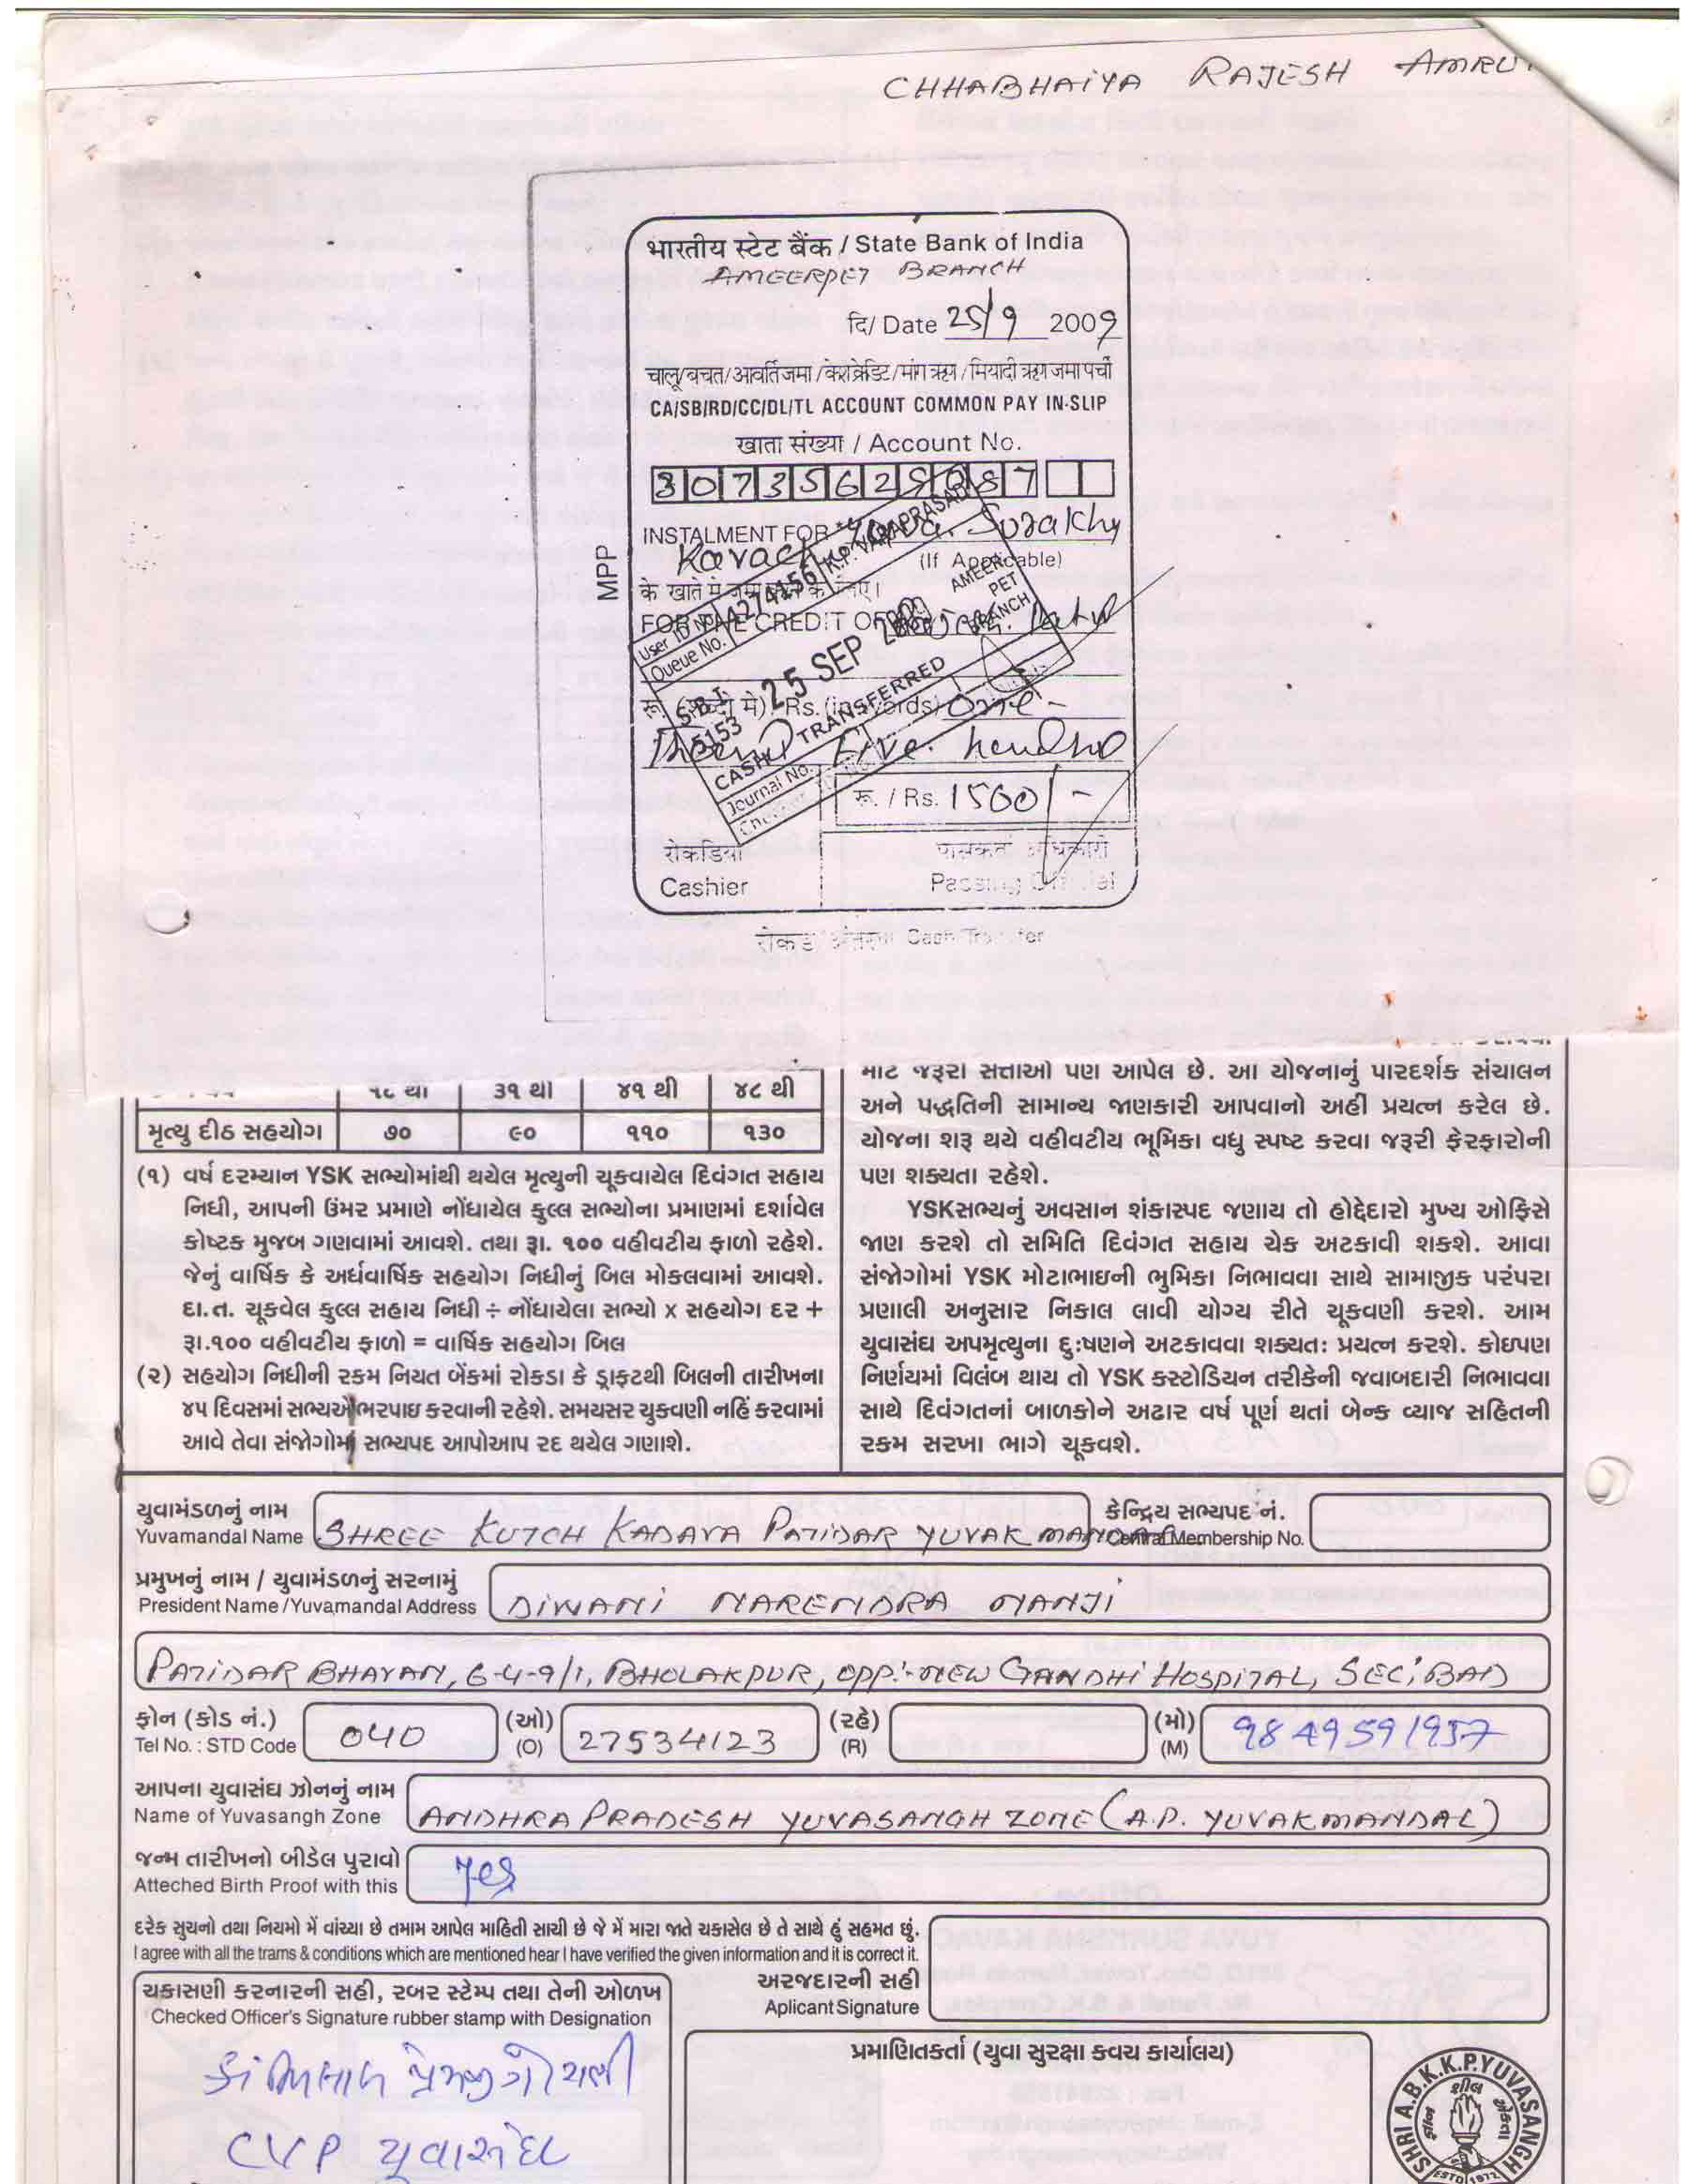 CHHABHAIYA RAJESH AMRU
भारतीय स्टेट बैंक / State Bank of India
AMEERPET BRANCH
दि/ Date 25/9 2009
चालू/बचत/आवर्तिजमा/केशक्रेडिट/मांग ऋण/मियादी ऋण जमा पर्ची
CA/SB/RD/CC/DL/TL ACCOUNT COMMON PAY IN-SLIP
खाता संख्या / Account No.
30735625087
INSTALMENT FOR Yuva Surakhy
Kavach
(If Applicable)
MPP
के खाते में जमा करने के लिए।
FOR THE CREDIT OF
K.P. VARAPRASAD
User ID No. 4274156
Queue No.
AMEER PET BRANCH
25 SEP
S.B.I.
5153
TRANSFERRED
CASH
Journal No.
रू (शब्दों में) Rs. (in words) One -
Thousand Five hundred
रू. / Rs. 1500/-
रोकडिया
Cashier
पासकर्ता अधिकारी
Passing Official
रोकड़ अंतरण Cash Transfer
૧૮ થી ૩૧ થી ૪૧ થી ૪૮ થી
મૃત્યુ દીઠ સહયોગ ૭૦ ૯૦ ૧૧૦ ૧૩૦
(૧) વર્ષ દરમ્યાન YSK સભ્યોમાંથી થયેલ મૃત્યુની ચૂકવાયેલ દિવંગત સહાય
નિધી, આપની ઉંમર પ્રમાણે નોંધાયેલ કુલ્લ સભ્યોના પ્રમાણમાં દર્શાવેલ
કોષ્ટક મુજબ ગણવામાં આવશે. તથા રૂા. ૧૦૦ વહીવટીય ફાળો રહેશે.
જેનું વાર્ષિક કે અર્ધવાર્ષિક સહયોગ નિધીનું બિલ મોકલવામાં આવશે.
દા.ત. ચૂકવેલ કુલ્લ સહાય નિધી ÷ નોંધાયેલા સભ્યો x સહયોગ દર +
રૂા.૧૦૦ વહીવટીય ફાળો = વાર્ષિક સહયોગ બિલ
(૨) સહયોગ નિધીની રકમ નિયત બેંકમાં રોકડા કે ડ્રાફ્ટથી બિલની તારીખના
૪૫ દિવસમાં સભ્યએ ભરપાઇ કરવાની રહેશે. સમયસર ચુકવણી નહિં કરવામાં
આવે તેવા સંજોગોમાં સભ્યપદ આપોઆપ રદ થયેલ ગણાશે.
માટે જરૂરી સત્તાઓ પણ આપેલ છે. આ યોજનાનું પારદર્શક સંચાલન
અને પદ્ધતિની સામાન્ય જાણકારી આપવાનો અહીં પ્રયત્ન કરેલ છે.
યોજના શરૂ થયે વહીવટીય ભૂમિકા વધુ સ્પષ્ટ કરવા જરૂરી ફેરફારોની
પણ શક્યતા રહેશે.
YSKસભ્યનું અવસાન શંકાસ્પદ જણાય તો હોદ્દેદારો મુખ્ય ઓફિસે
જાણ કરશે તો સમિતિ દિવંગત સહાય ચેક અટકાવી શકશે. આવા
સંજોગોમાં YSK મોટાભાઇની ભુમિકા નિભાવવા સાથે સામાજીક પરંપરા
પ્રણાલી અનુસાર નિકાલ લાવી યોગ્ય રીતે ચૂકવણી કરશે. આમ
યુવાસંઘ અપમૃત્યુના દુઃષણને અટકાવવા શક્યતઃ પ્રયત્ન કરશે. કોઇપણ
નિર્ણયમાં વિલંબ થાય તો YSK કસ્ટોડિયન તરીકેની જવાબદારી નિભાવવા
સાથે દિવંગતનાં બાળકોને અઢાર વર્ષ પૂર્ણ થતાં બેન્ક વ્યાજ સહિતની
રકમ સરખા ભાગે ચૂકવશે.
યુવામંડળનું નામ
Yuvamandal Name SHREE KUTCH KADAVA PATIDAR YUVAK MANDAL
કેન્દ્રિય સભ્યપદ નં.
Central Membership No.
પ્રમુખનું નામ / યુવામંડળનું સરનામું
President Name /Yuvamandal Address DIWANI NARENDRA NANJI
PATIDAR BHAVAN, 6-4-9/1, BHOLAKPUR, OPP:-NEW GANDHI HOSPITAL, SEC'BAD
ફોન (કોડ નં.) (ઓ) (રહે) (મો)
Tel No. : STD Code 040 (O) 27534123 (R) (M) 9849591957
આપના યુવાસંઘ ઝોનનું નામ
Name of Yuvasangh Zone ANDHRA PRADESH YUVASANGH ZONE (A.P. YUVAK MANDAL)
જન્મ તારીખનો બીડેલ પુરાવો
Atteched Birth Proof with this Yes
દરેક સુચનો તથા નિયમો મેં વાંચ્યા છે તમામ આપેલ માહિતી સાચી છે જે મેં મારા જાતે ચકાસેલ છે તે સાથે હું સહમત છું.
I agree with all the trams & conditions which are mentioned hear I have verified the given information and it is correct it.
અરજદારની સહી
Aplicant Signature
ચકાસણી કરનારની સહી, રબર સ્ટેમ્પ તથા તેની ઓળખ
Checked Officer's Signature rubber stamp with Designation
CVP યુવાસંઘ
પ્રમાણિતકર્તા (યુવા સુરક્ષા કવચ કાર્યાલય)
SHRI A.B.K.K.P.YUVASANGH
શીલ
એકતા
ESTD 1972